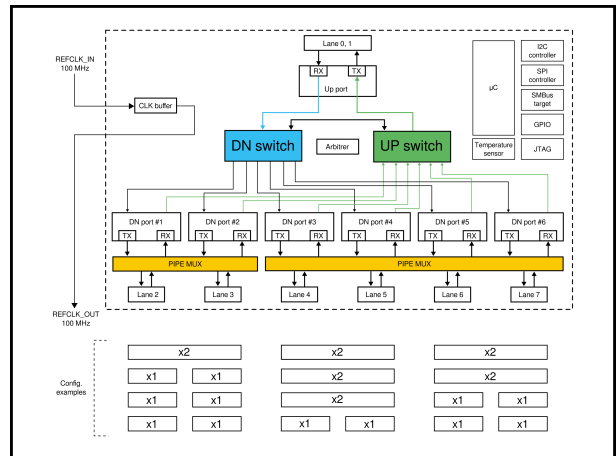 Lane 0, 1
RX
TX
Up port
REFCLK_IN
100 MHz
CLK buffer
µC
I2C
controller
SPI
controller
SMBus
target
GPIO
Temperature
sensor
JTAG
DN switch
Arbitrer
UP switch
DN port #1
DN port #2
DN port #3
DN port #4
DN port #5
DN port #6
TX
RX
TX
RX
TX
RX
TX
RX
TX
RX
TX
RX
PIPE MUX
PIPE MUX
Lane 2
Lane 3
Lane 4
Lane 5
Lane 6
Lane 7
REFCLK_OUT
100 MHz
Config.
examples
x2
x2
x2
x1
x1
x2
x2
x1
x1
x2
x1
x1
x1
x1
x1
x1
x1
x1